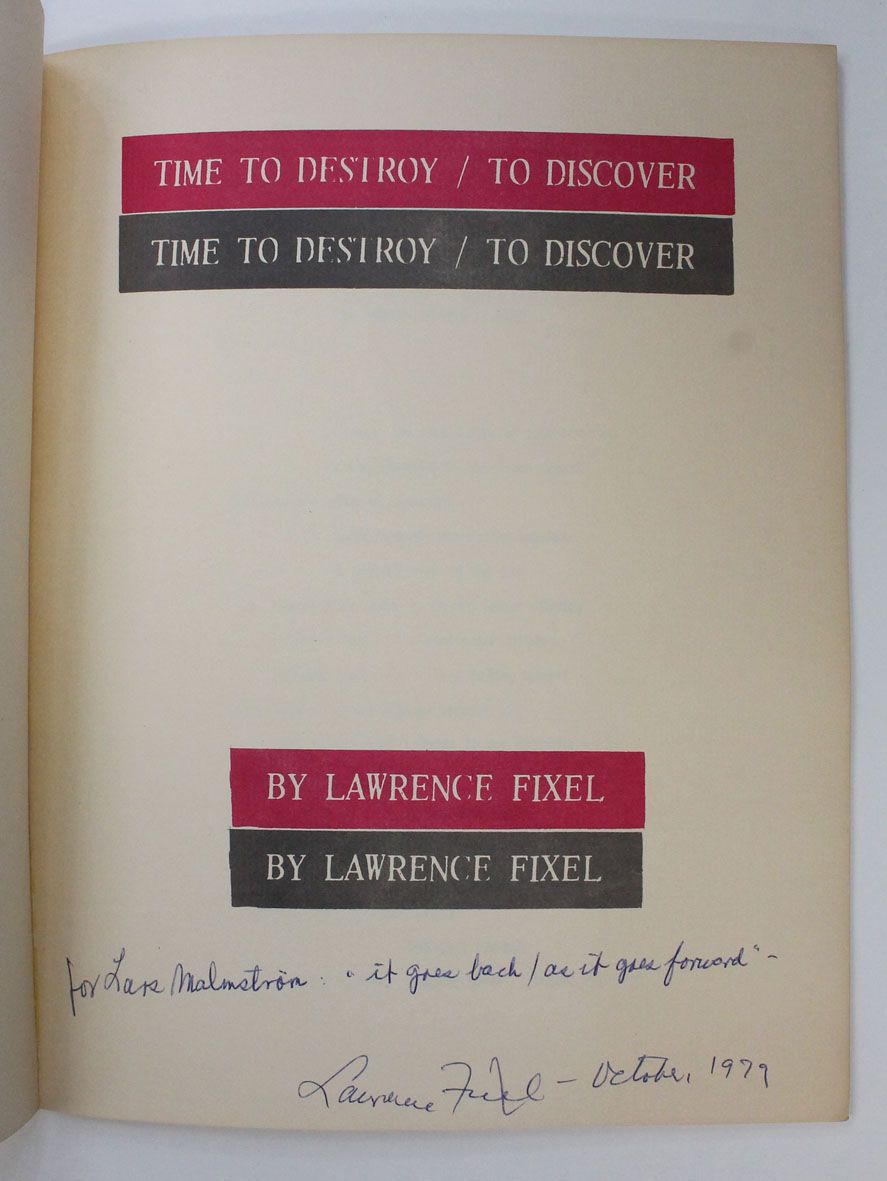 TIME TO DESTROY / TO DISCOVER
TIME TO DESTROY / TO DISCOVER
BY LAWRENCE FIXEL
BY LAWRENCE FIXEL
for Lars Malmström: "it goes back / as it goes forward" –
Lawrence Fixel – October, 1979